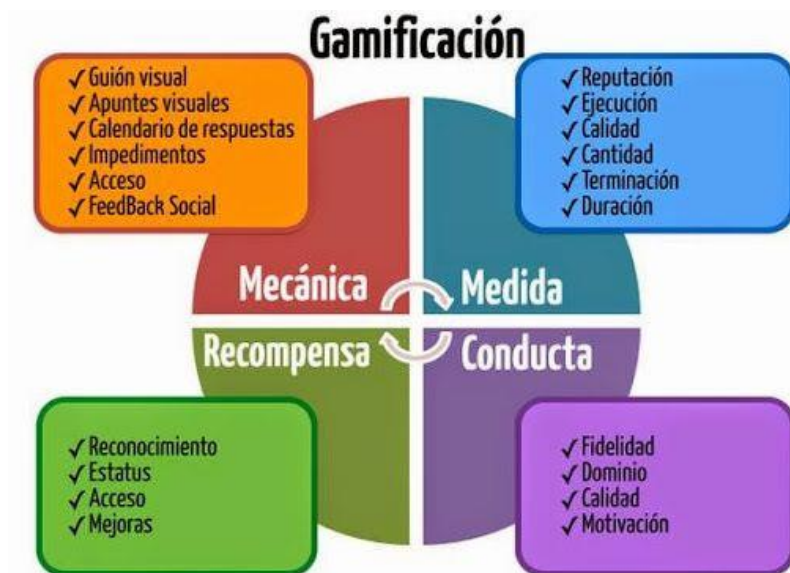 Gamificación
✓ Guión visual
✓ Apuntes visuales
✓ Calendario de respuestas
✓ Impedimentos
✓ Acceso
✓ FeedBack Social
✓ Reputación
✓ Ejecución
✓ Calidad
✓ Cantidad
✓ Terminación
✓ Duración
Mecánica
Medida
Recompensa
Conducta
✓ Reconocimiento
✓ Estatus
✓ Acceso
✓ Mejoras
✓ Fidelidad
✓ Dominio
✓ Calidad
✓ Motivación